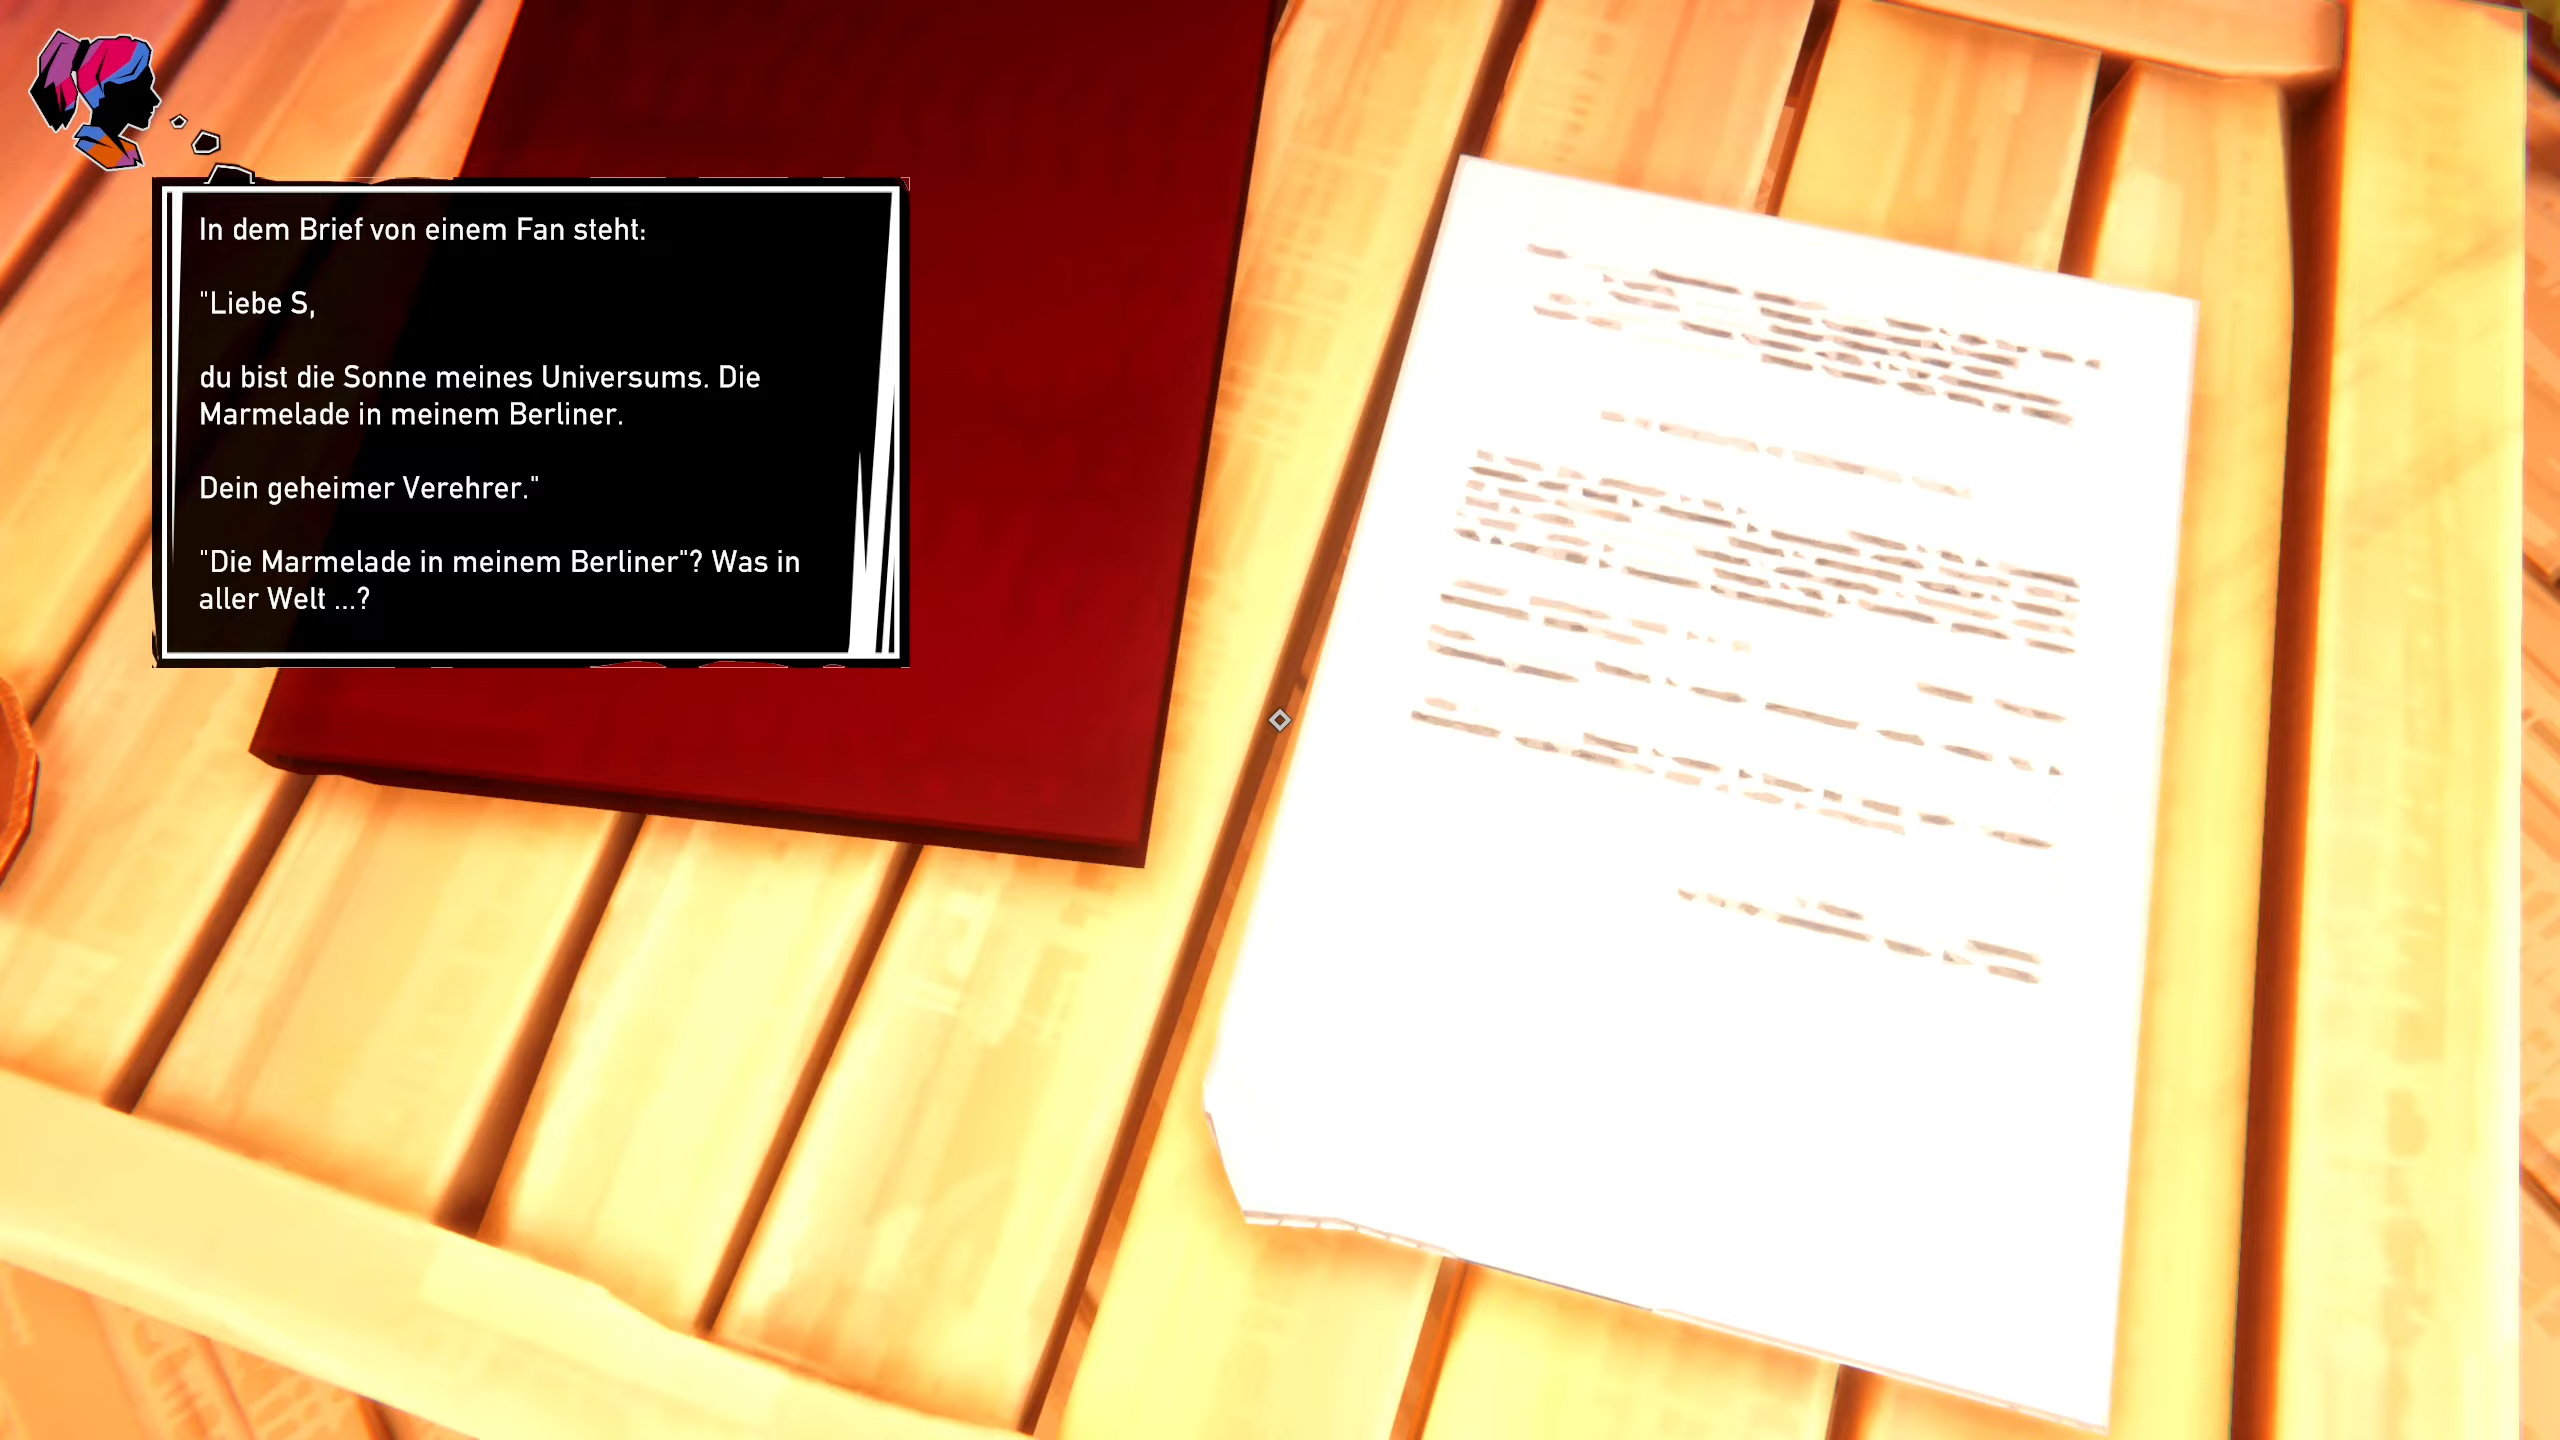 In dem Brief von einem Fan steht:
"Liebe S,
du bist die Sonne meines Universums. Die
Marmelade in meinem Berliner.
Dein geheimer Verehrer."
"Die Marmelade in meinem Berliner"? Was in
aller Welt ...?